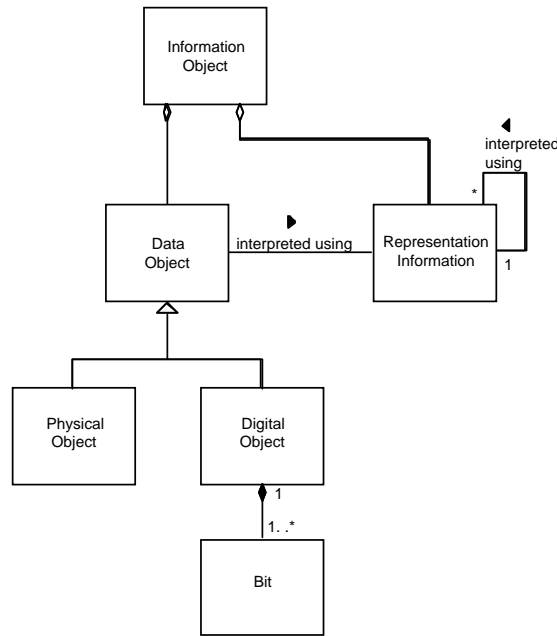 Information
Object
interpreted
using
*
Data
Object
interpreted using
Representation
Information
1
Physical
Object
Digital
Object
1
1. .*
Bit